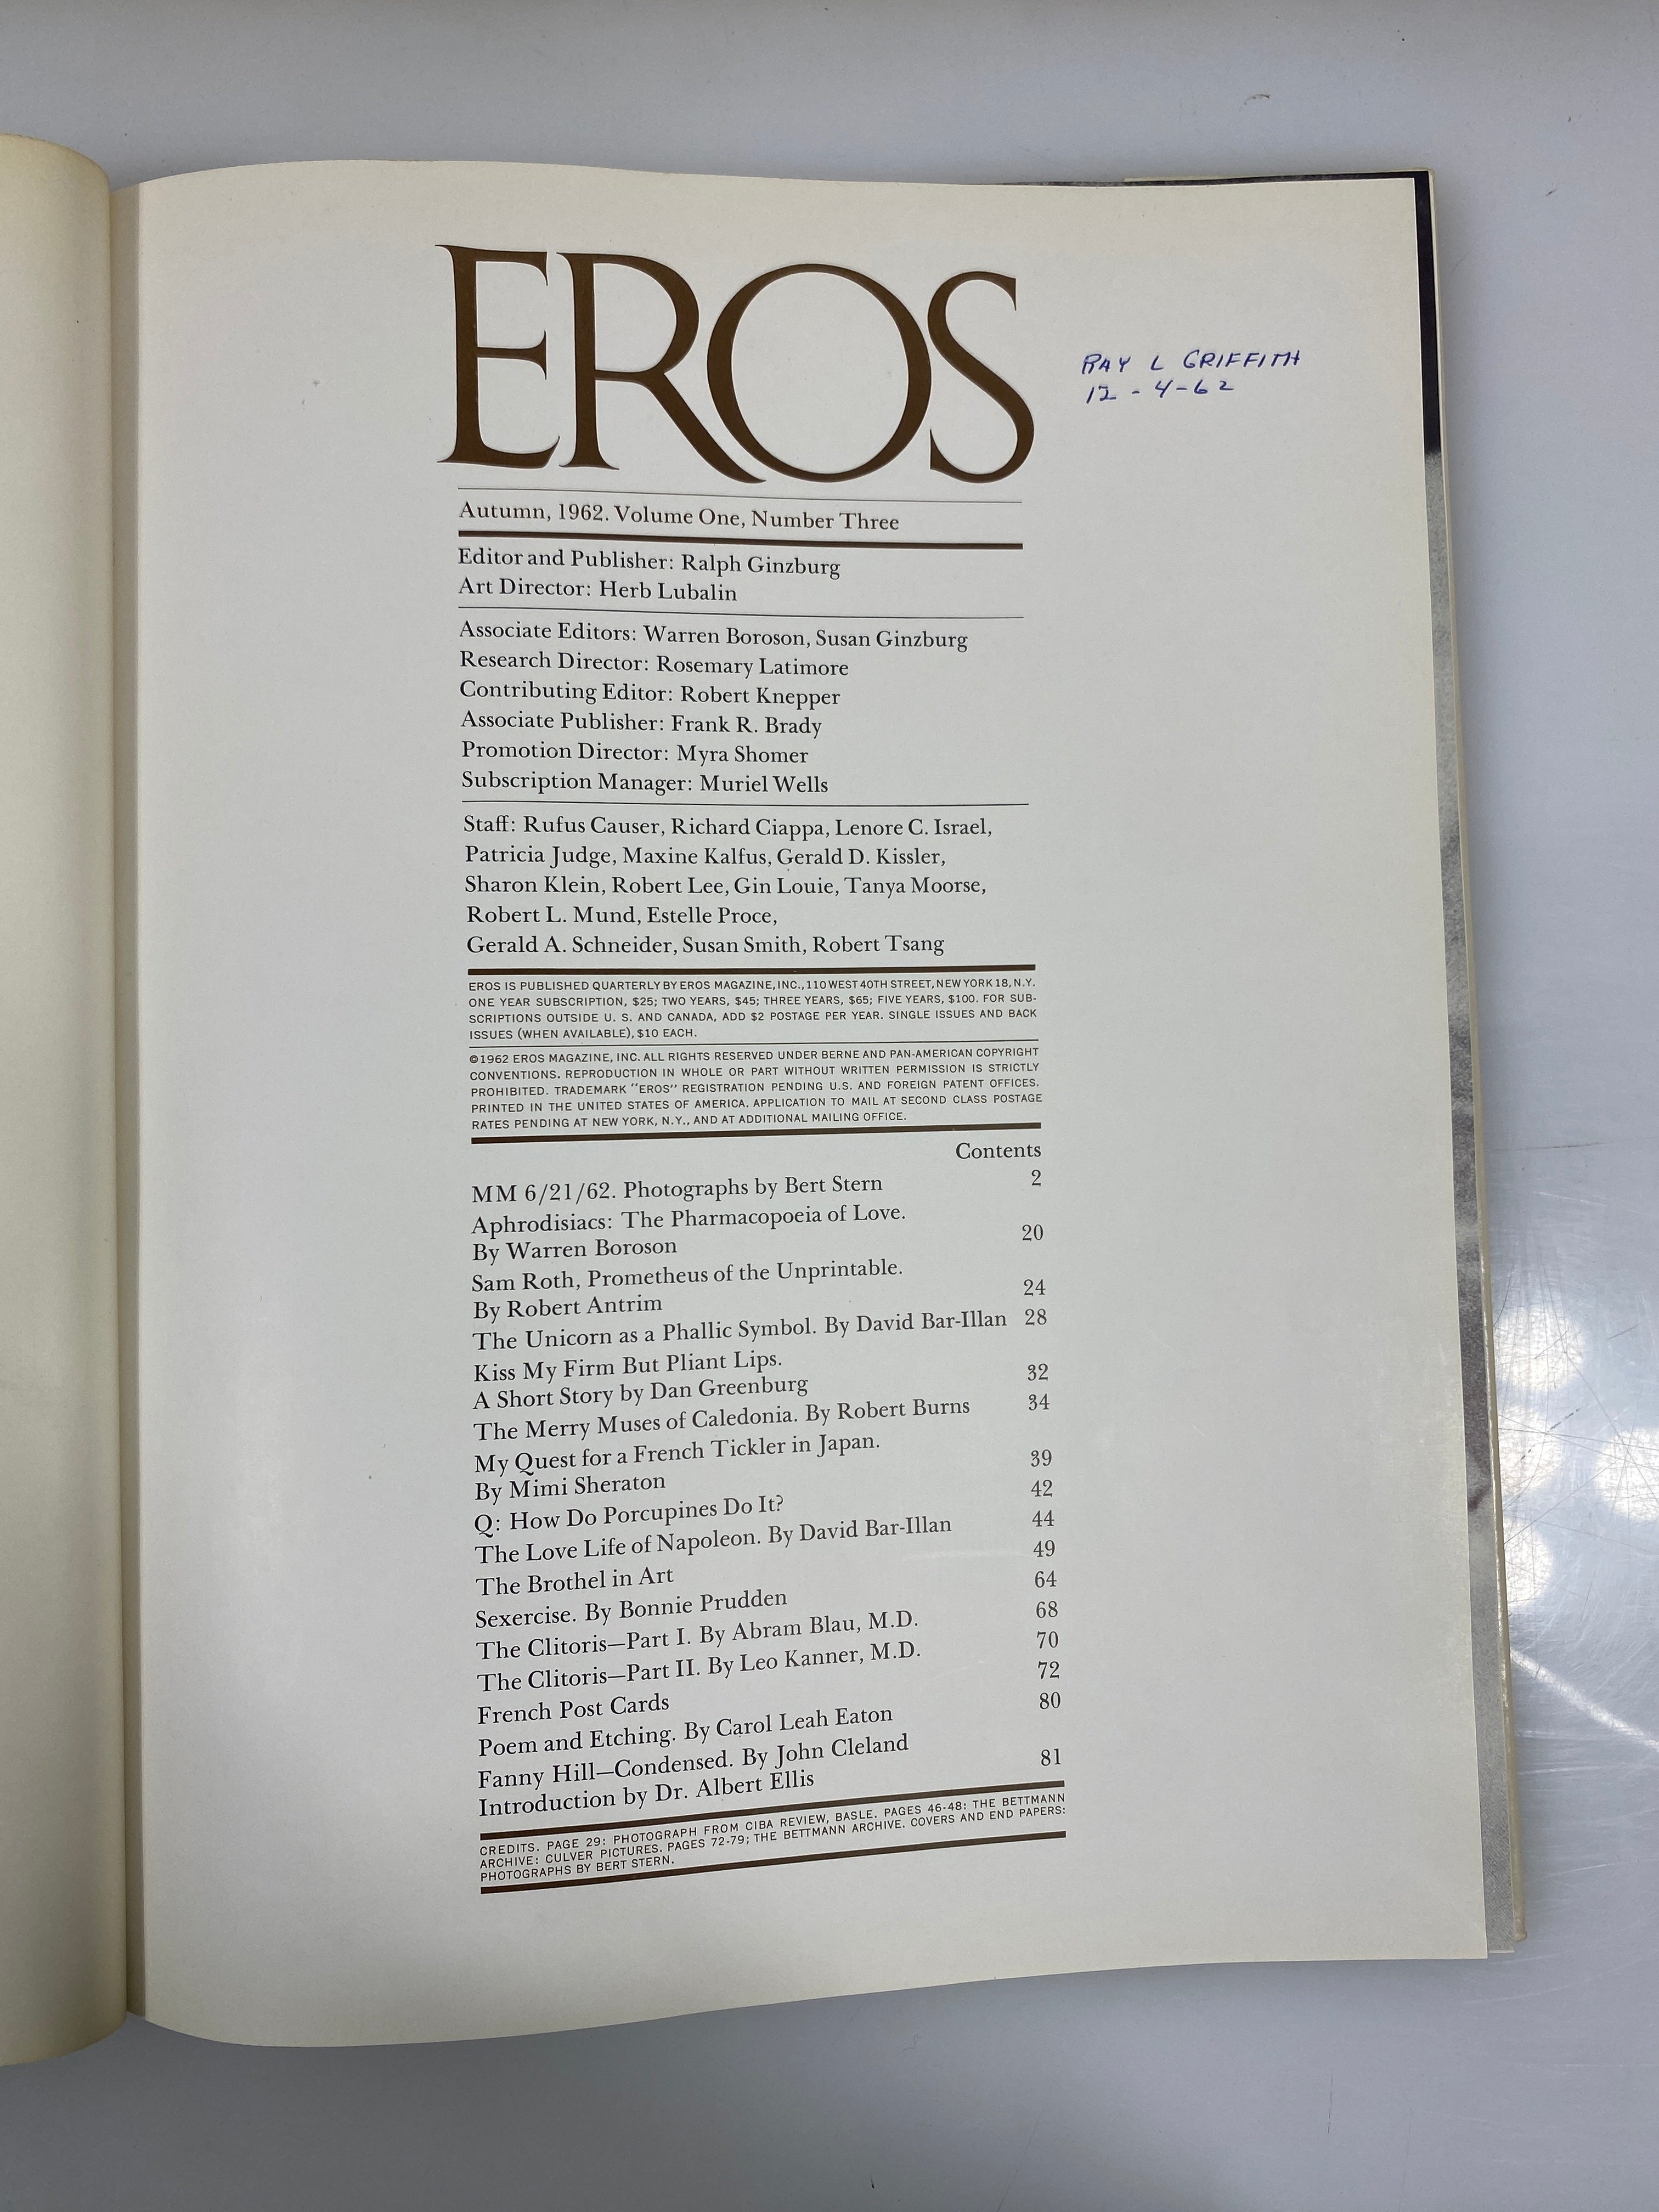 EROS
RAY L GRIFFITH
12-4-62
Autumn, 1962. Volume One, Number Three
Editor and Publisher: Ralph Ginzburg
Art Director: Herb Lubalin
Associate Editors: Warren Boroson, Susan Ginzburg
Research Director: Rosemary Latimore
Contributing Editor: Robert Knepper
Associate Publisher: Frank R. Brady
Promotion Director: Myra Shomer
Subscription Manager: Muriel Wells
Staff: Rufus Causer, Richard Ciappa, Lenore C. Israel,
Patricia Judge, Maxine Kalfus, Gerald D. Kissler,
Sharon Klein, Robert Lee, Gin Louie, Tanya Moorse,
Robert L. Mund, Estelle Proce,
Gerald A. Schneider, Susan Smith, Robert Tsang
EROS IS PUBLISHED QUARTERLY BY EROS MAGAZINE, INC., 110 WEST 40TH STREET, NEW YORK 18, N.Y.
ONE YEAR SUBSCRIPTION, $25; TWO YEARS, $45; THREE YEARS, $65; FIVE YEARS, $100. FOR SUB-
SCRIPTIONS OUTSIDE U. S. AND CANADA, ADD $2 POSTAGE PER YEAR. SINGLE ISSUES AND BACK
ISSUES (WHEN AVAILABLE), $10 EACH.
©1962 EROS MAGAZINE, INC. ALL RIGHTS RESERVED UNDER BERNE AND PAN-AMERICAN COPYRIGHT
CONVENTIONS. REPRODUCTION IN WHOLE OR PART WITHOUT WRITTEN PERMISSION IS STRICTLY
PROHIBITED. TRADEMARK "EROS" REGISTRATION PENDING U.S. AND FOREIGN PATENT OFFICES.
PRINTED IN THE UNITED STATES OF AMERICA. APPLICATION TO MAIL AT SECOND CLASS POSTAGE
RATES PENDING AT NEW YORK, N.Y., AND AT ADDITIONAL MAILING OFFICE.
Contents
MM 6/21/62. Photographs by Bert Stern 2
Aphrodisiacs: The Pharmacopoeia of Love.
By Warren Boroson 20
Sam Roth, Prometheus of the Unprintable.
By Robert Antrim 24
The Unicorn as a Phallic Symbol. By David Bar-Illan 28
Kiss My Firm But Pliant Lips.
A Short Story by Dan Greenburg 32
The Merry Muses of Caledonia. By Robert Burns 34
My Quest for a French Tickler in Japan.
By Mimi Sheraton 39
Q: How Do Porcupines Do It? 42
The Love Life of Napoleon. By David Bar-Illan 44
The Brothel in Art 49
Sexercise. By Bonnie Prudden 64
The Clitoris—Part I. By Abram Blau, M.D. 68
The Clitoris—Part II. By Leo Kanner, M.D. 70
French Post Cards 72
Poem and Etching. By Carol Leah Eaton 80
Fanny Hill—Condensed. By John Cleland
Introduction by Dr. Albert Ellis 81
CREDITS. PAGE 29: PHOTOGRAPH FROM CIBA REVIEW, BASLE. PAGES 46-48: THE BETTMANN
ARCHIVE: CULVER PICTURES. PAGES 72-79; THE BETTMANN ARCHIVE. COVERS AND END PAPERS:
PHOTOGRAPHS BY BERT STERN.